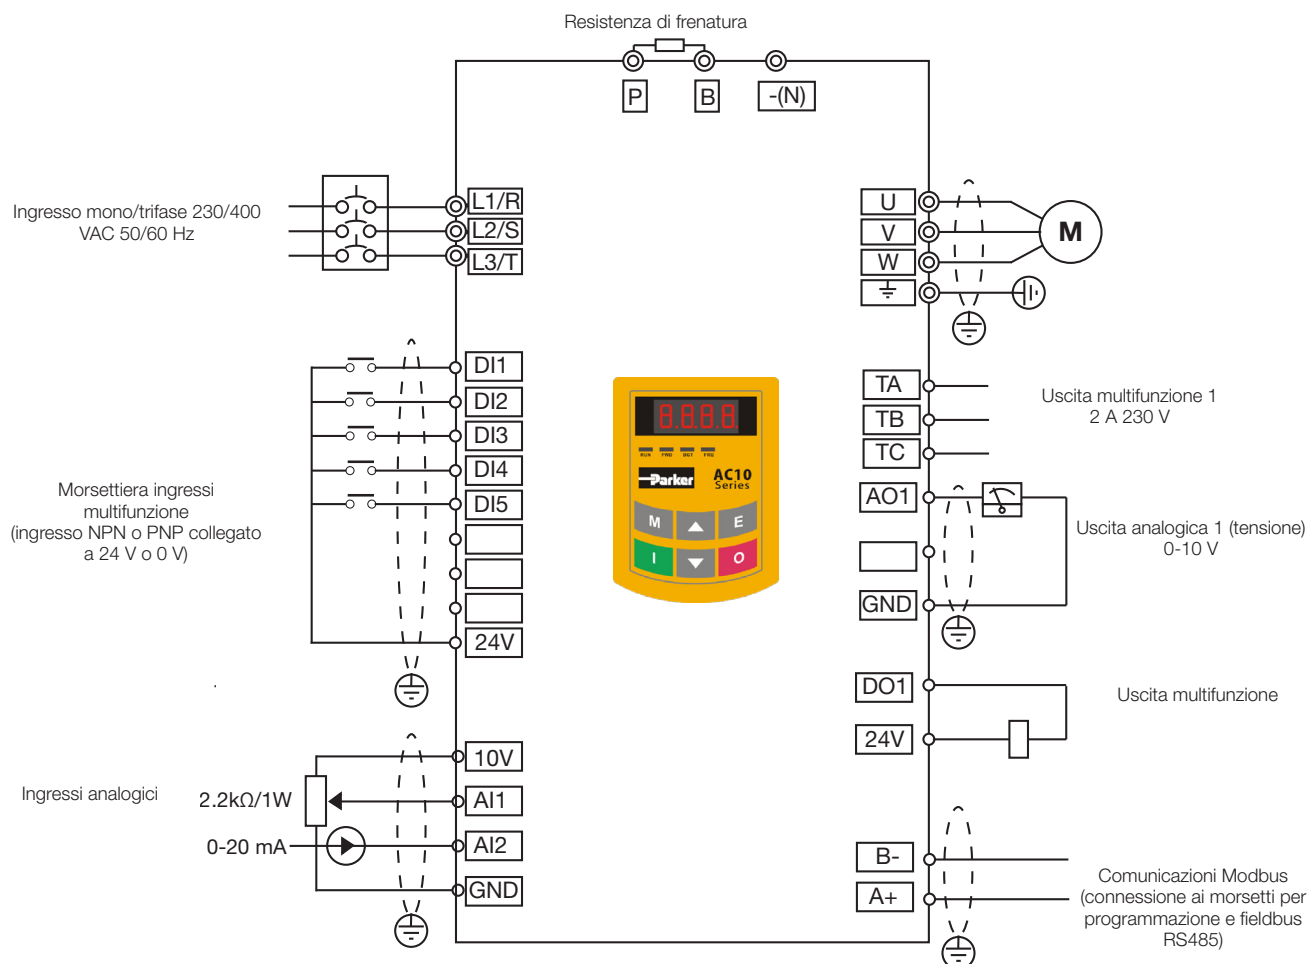 Resistenza di frenatura
P
B
-(N)
Ingresso mono/trifase 230/400
VAC 50/60 Hz
L1/R
L2/S
L3/T
U
V
W
M
Morsettiera ingressi
multifunzione
(ingresso NPN o PNP collegato
a 24 V o 0 V)
DI1
DI2
DI3
DI4
DI5
24V
8.8.8.8
RUN FWD DGT FRQ
Parker
AC10
Series
M
E
I
O
TA
TB
TC
Uscita multifunzione 1
2 A 230 V
AO1
GND
Uscita analogica 1 (tensione)
0-10 V
DO1
24V
Uscita multifunzione
Ingressi analogici
2.2kΩ/1W
0-20 mA
10V
AI1
AI2
GND
B-
A+
Comunicazioni Modbus
(connessione ai morsetti per
programmazione e fieldbus
RS485)